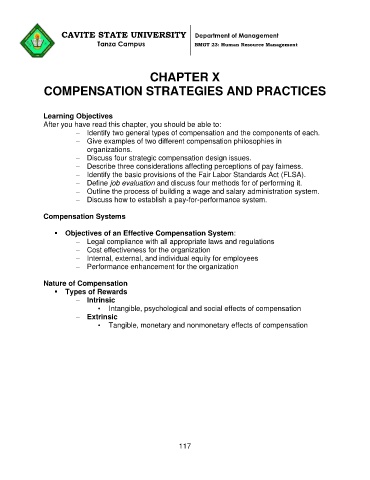 CAVITE STATE UNIVERSITY
Tanza Campus
Department of Management
BMGT 22: Human Resource Management
CHAPTER X
COMPENSATION STRATEGIES AND PRACTICES
Learning Objectives
After you have read this chapter, you should be able to:
– Identify two general types of compensation and the components of each.
– Give examples of two different compensation philosophies in
organizations.
– Discuss four strategic compensation design issues.
– Describe three considerations affecting perceptions of pay fairness.
– Identify the basic provisions of the Fair Labor Standards Act (FLSA).
– Define job evaluation and discuss four methods for of performing it.
– Outline the process of building a wage and salary administration system.
– Discuss how to establish a pay-for-performance system.
Compensation Systems
▪ Objectives of an Effective Compensation System:
– Legal compliance with all appropriate laws and regulations
– Cost effectiveness for the organization
– Internal, external, and individual equity for employees
– Performance enhancement for the organization
Nature of Compensation
▪ Types of Rewards
– Intrinsic
• Intangible, psychological and social effects of compensation
– Extrinsic
• Tangible, monetary and nonmonetary effects of compensation
117